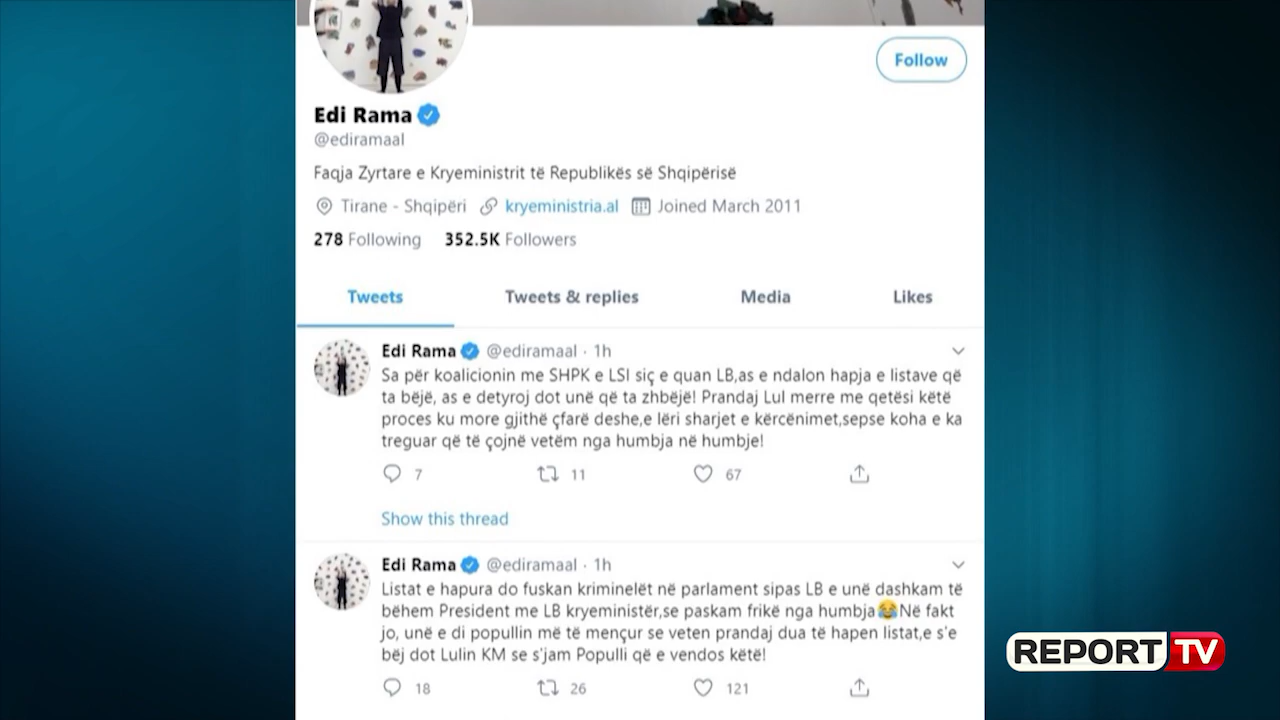 Follow
Edi Rama
@ediramaal
Faqja Zyrtare e Kryeministrit të Republikës së Shqipërisë
Tirane - Shqipëri kryeministria.al Joined March 2011
278 Following 352.5K Followers
Tweets Tweets & replies Media Likes
Edi Rama @ediramaal · 1h
Sa për koalicionin me SHPK e LSI siç e quan LB,as e ndalon hapja e listave që
ta bëjë, as e detyroj dot unë që ta zhbëjë! Prandaj Lul merre me qetësi këtë
proces ku more gjithë çfarë deshe,e lëri sharjet e kërcënimet,sepse koha e ka
treguar që të çojnë vetëm nga humbja në humbje!
7 11 67
Show this thread
Edi Rama @ediramaal · 1h
Listat e hapura do fuskan kriminelët në parlament sipas LB e unë dashkam të
bëhem President me LB kryeministër,se paskam frikë nga humbja😂Në fakt
jo, unë e di popullin më të mençur se veten prandaj dua të hapen listat,e s'e
bëj dot Lulin KM se s'jam Populli që e vendos këtë!
18 26 121
REPORT TV